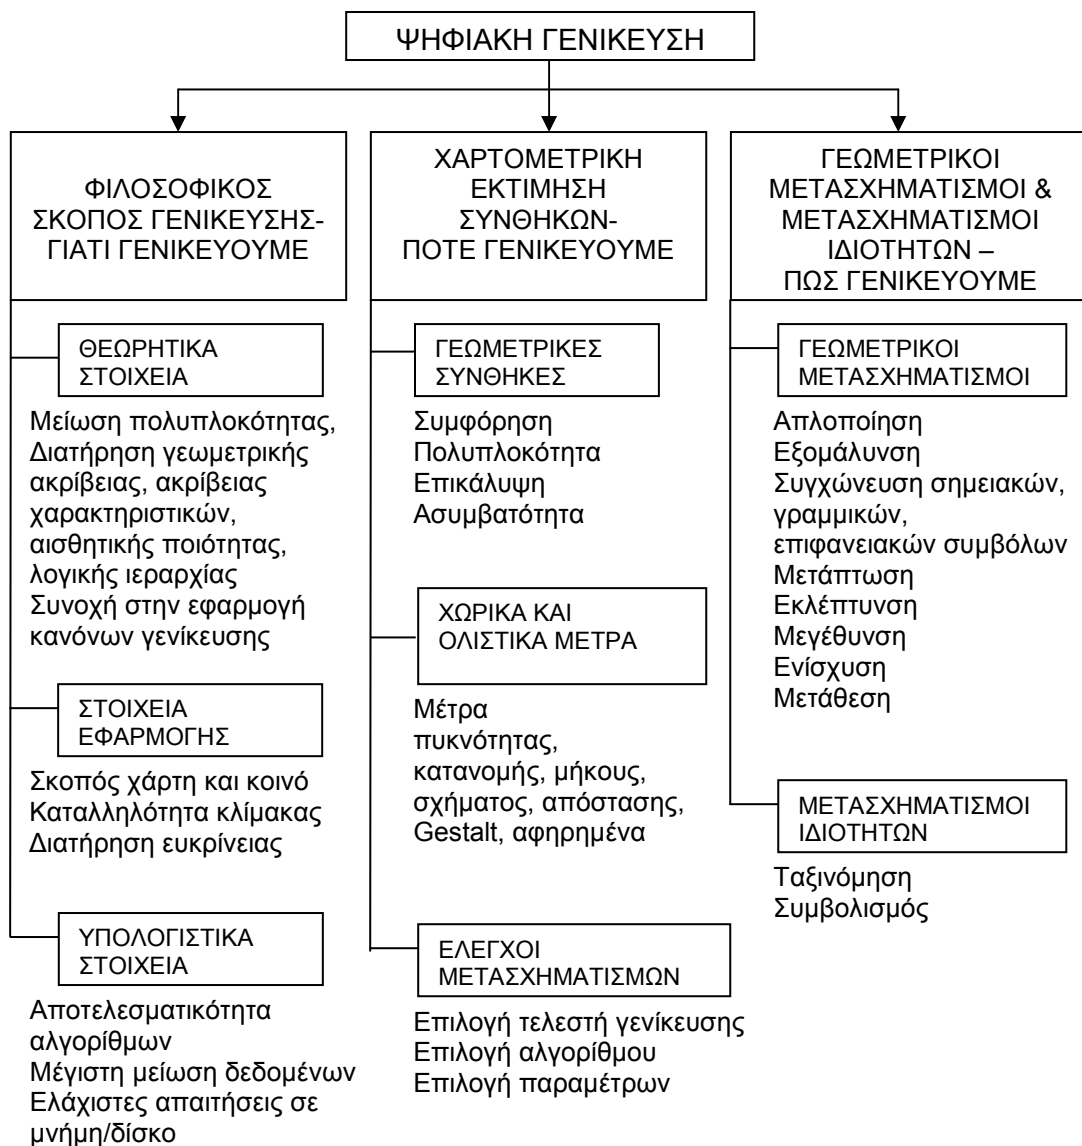 ΨΗΦΙΑΚΗ ΓΕΝΙΚΕΥΣΗ
ΦΙΛΟΣΟΦΙΚΟΣ
ΣΚΟΠΟΣ ΓΕΝΙΚΕΥΣΗΣ-
ΓΙΑΤΙ ΓΕΝΙΚΕΥΟΥΜΕ
ΘΕΩΡΗΤΙΚΑ
ΣΤΟΙΧΕΙΑ
Μείωση πολυπλοκότητας,
Διατήρηση γεωμετρικής
ακρίβειας, ακρίβειας
χαρακτηριστικών,
αισθητικής ποιότητας,
λογικής ιεραρχίας
Συνοχή στην εφαρμογή
κανόνων γενίκευσης
ΣΤΟΙΧΕΙΑ
ΕΦΑΡΜΟΓΗΣ
Σκοπός χάρτη και κοινό
Καταλληλότητα κλίμακας
Διατήρηση ευκρίνειας
ΥΠΟΛΟΓΙΣΤΙΚΑ
ΣΤΟΙΧΕΙΑ
Αποτελεσματικότητα
αλγορίθμων
Μέγιστη μείωση δεδομένων
Ελάχιστες απαιτήσεις σε
μνήμη/δίσκο
ΧΑΡΤΟΜΕΤΡΙΚΗ
ΕΚΤΙΜΗΣΗ
ΣΥΝΘΗΚΩΝ-
ΠΟΤΕ ΓΕΝΙΚΕΥΟΥΜΕ
ΓΕΩΜΕΤΡΙΚΕΣ
ΣΥΝΘΗΚΕΣ
Συμφόρηση
Πολυπλοκότητα
Επικάλυψη
Ασυμβατότητα
ΧΩΡΙΚΑ ΚΑΙ
ΟΛΙΣΤΙΚΑ ΜΕΤΡΑ
Μέτρα
πυκνότητας,
κατανομής, μήκους,
σχήματος, απόστασης,
Gestalt, αφηρημένα
ΕΛΕΓΧΟΙ
ΜΕΤΑΣΧΗΜΑΤΙΣΜΩΝ
Επιλογή τελεστή γενίκευσης
Επιλογή αλγορίθμου
Επιλογή παραμέτρων
ΓΕΩΜΕΤΡΙΚΟΙ
ΜΕΤΑΣΧΗΜΑΤΙΣΜΟΙ &
ΜΕΤΑΣΧΗΜΑΤΙΣΜΟΙ
ΙΔΙΟΤΗΤΩΝ –
ΠΩΣ ΓΕΝΙΚΕΥΟΥΜΕ
ΓΕΩΜΕΤΡΙΚΟΙ
ΜΕΤΑΣΧΗΜΑΤΙΣΜΟΙ
Απλοποίηση
Εξομάλυνση
Συγχώνευση σημειακών,
γραμμικών,
επιφανειακών συμβόλων
Μετάπτωση
Εκλέπτυνση
Μεγέθυνση
Ενίσχυση
Μετάθεση
ΜΕΤΑΣΧΗΜΑΤΙΣΜΟΙ
ΙΔΙΟΤΗΤΩΝ
Ταξινόμηση
Συμβολισμός